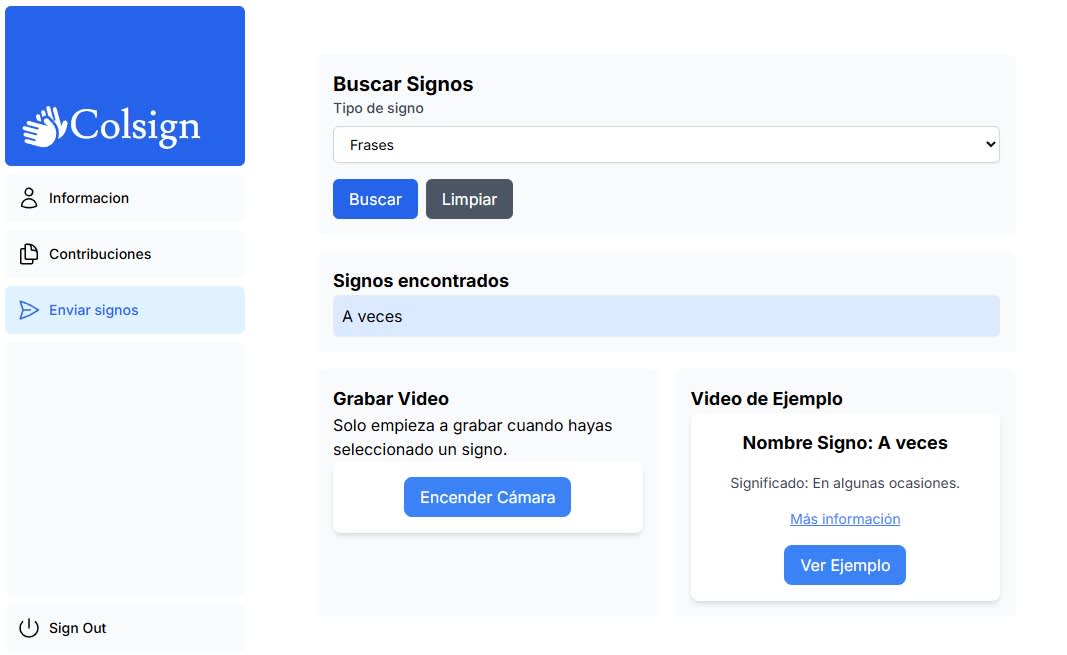 Colsign
Informacion
Contribuciones
Enviar signos
Sign Out
Buscar Signos
Tipo de signo
Frases
Buscar
Limpiar
Signos encontrados
A veces
Grabar Video
Solo empieza a grabar cuando hayas
seleccionado un signo.
Encender Cámara
Video de Ejemplo
Nombre Signo: A veces
Significado: En algunas ocasiones.
Más información
Ver Ejemplo